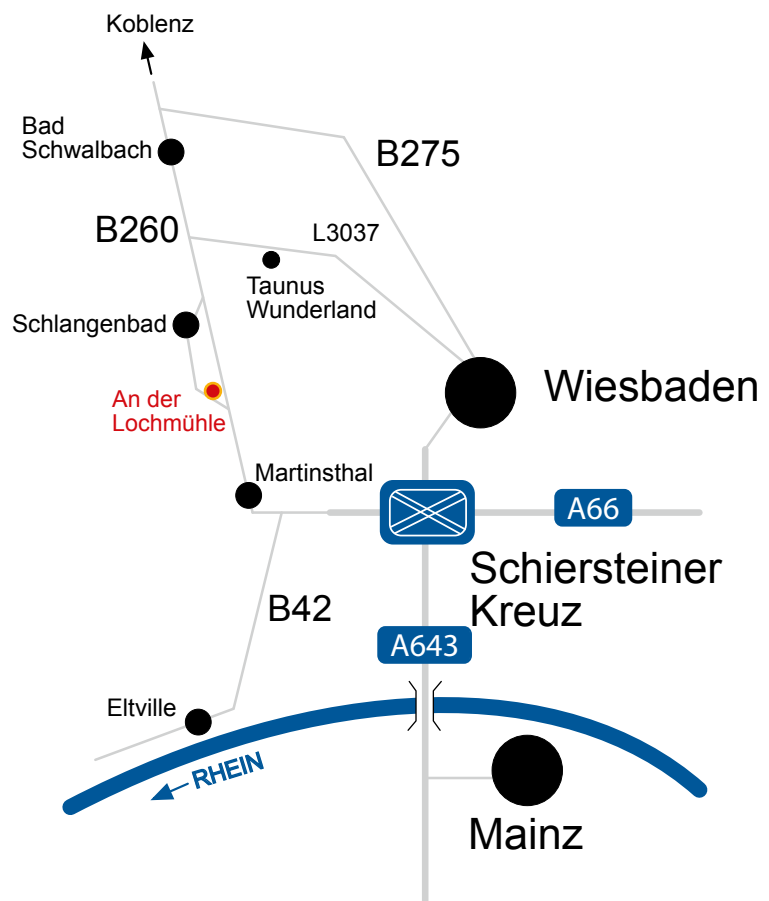 Koblenz
Bad
Schwalbach
B275
B260
L3037
Taunus
Wunderland
Schlangenbad
Wiesbaden
An der
Lochmühle
Martinsthal
A66
Schiersteiner
Kreuz
B42
A643
Eltville
RHEIN
Mainz